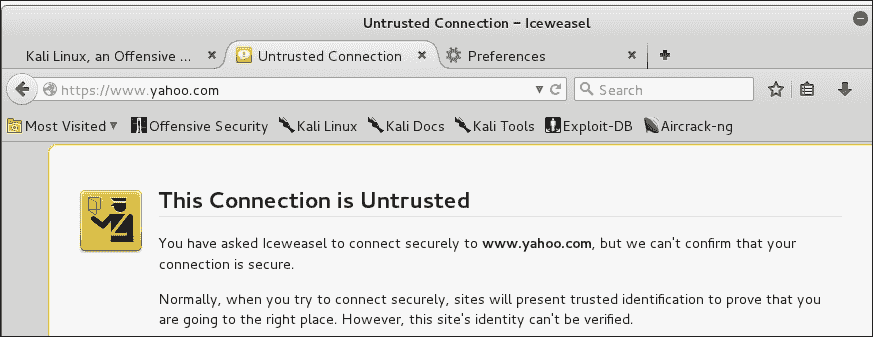 Untrusted Connection – Iceweasel
Kali Linux, an Offensive ... Untrusted Connection Preferences
https://www.yahoo.com Search
Most Visited Offensive Security Kali Linux Kali Docs Kali Tools Exploit-DB Aircrack-ng
This Connection is Untrusted
You have asked Iceweasel to connect securely to www.yahoo.com, but we can't confirm that your
connection is secure.
Normally, when you try to connect securely, sites will present trusted identification to prove that you
are going to the right place. However, this site's identity can't be verified.